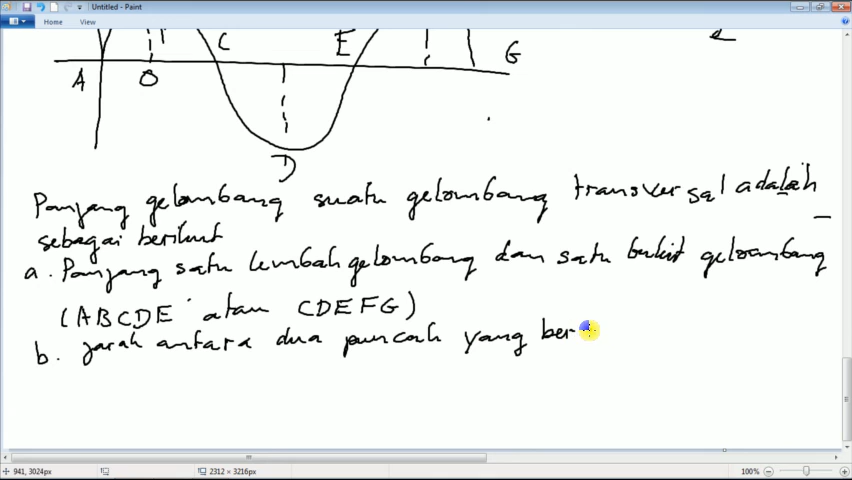 Untitled - Paint
Home View
C E G
A O
D
Panjang gelombang suatu gelombang transversal adalah
sebagai berikut
a. Panjang satu lembah gelombang dan satu bukit gelombang
(ABCDE atau CDEFG)
b. Jarak antara dua puncak yang ber
941, 3024px 2312 × 3216px 100%